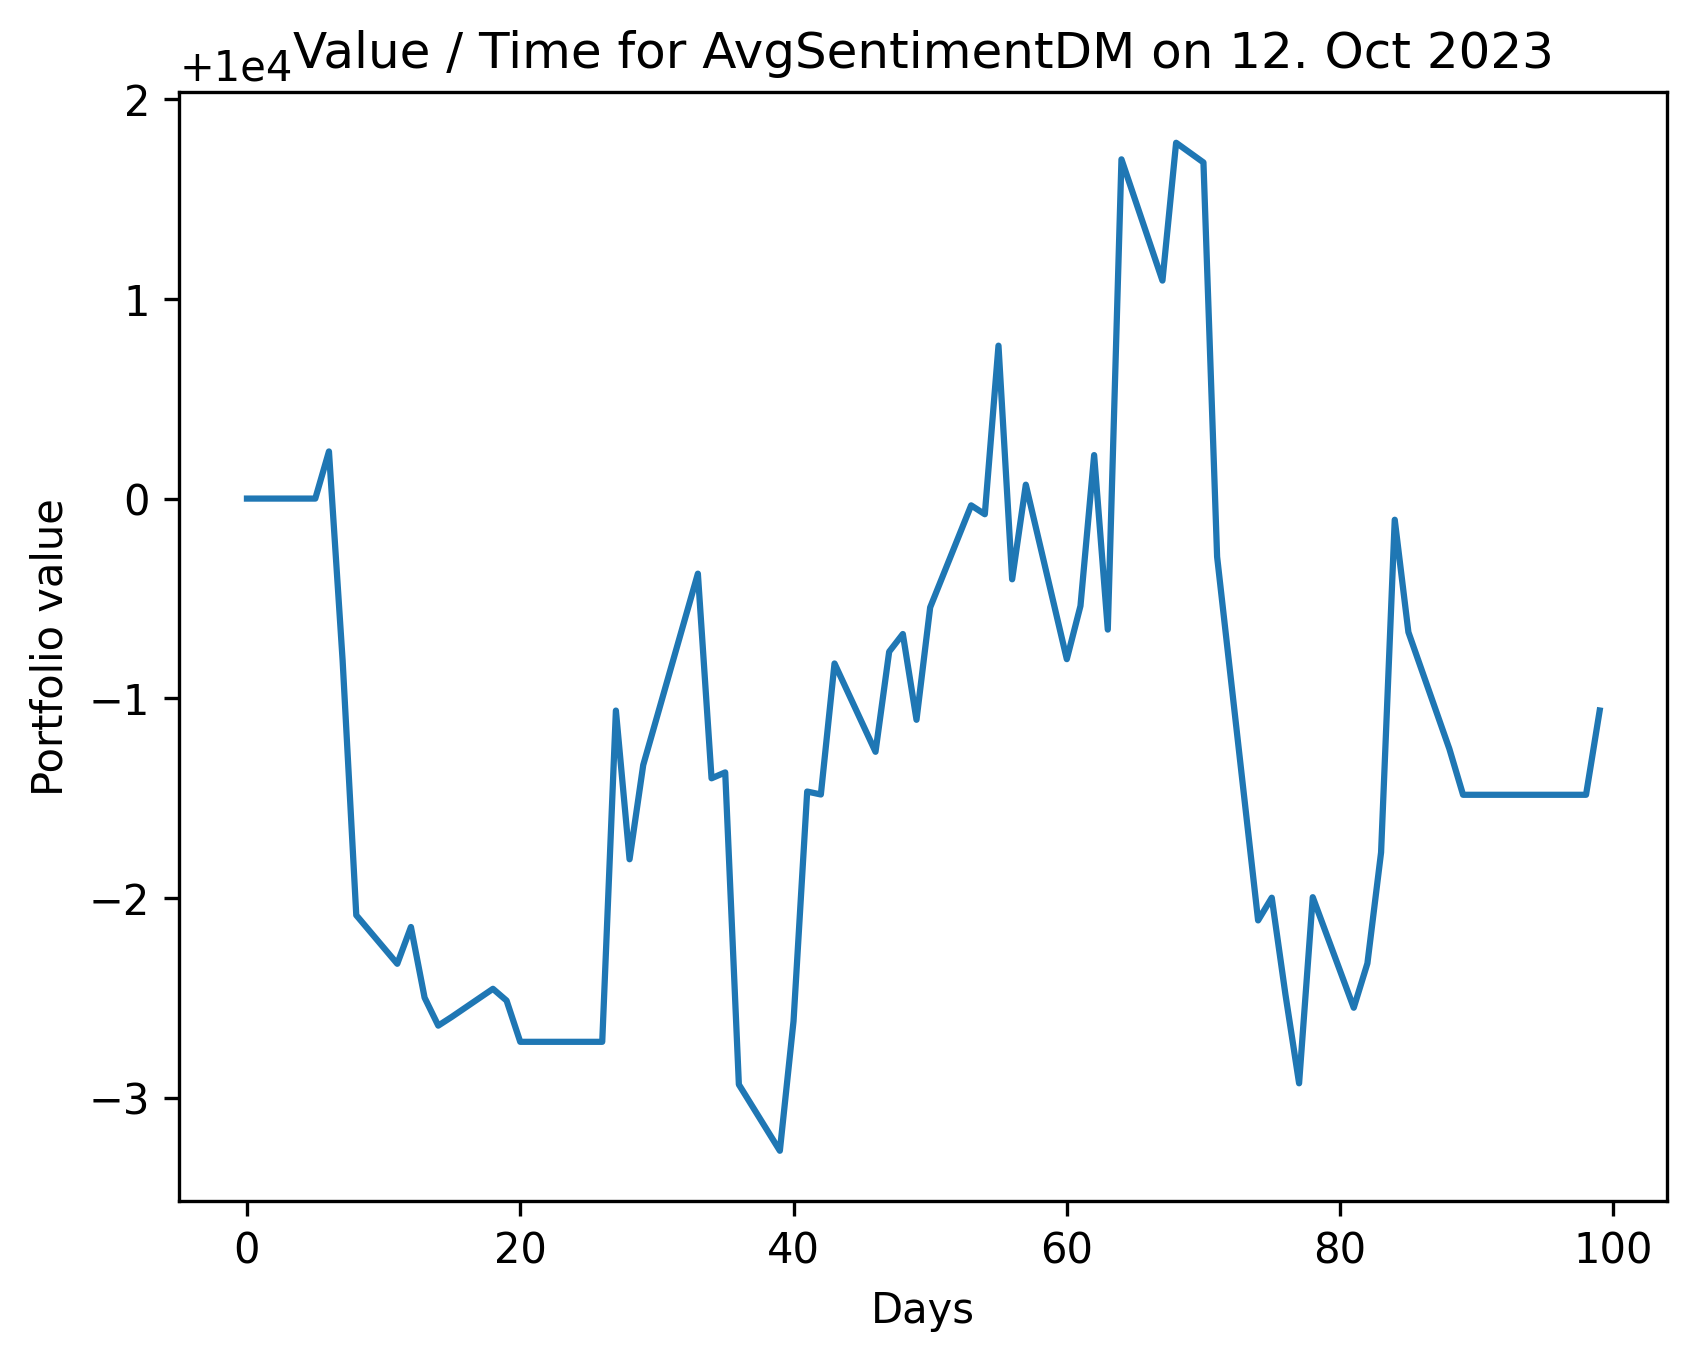 Value / Time for AvgSentimentDM on 12. Oct 2023
+1e4
2
1
0
−1
−2
−3
Portfolio value
0 20 40 60 80 100
Days